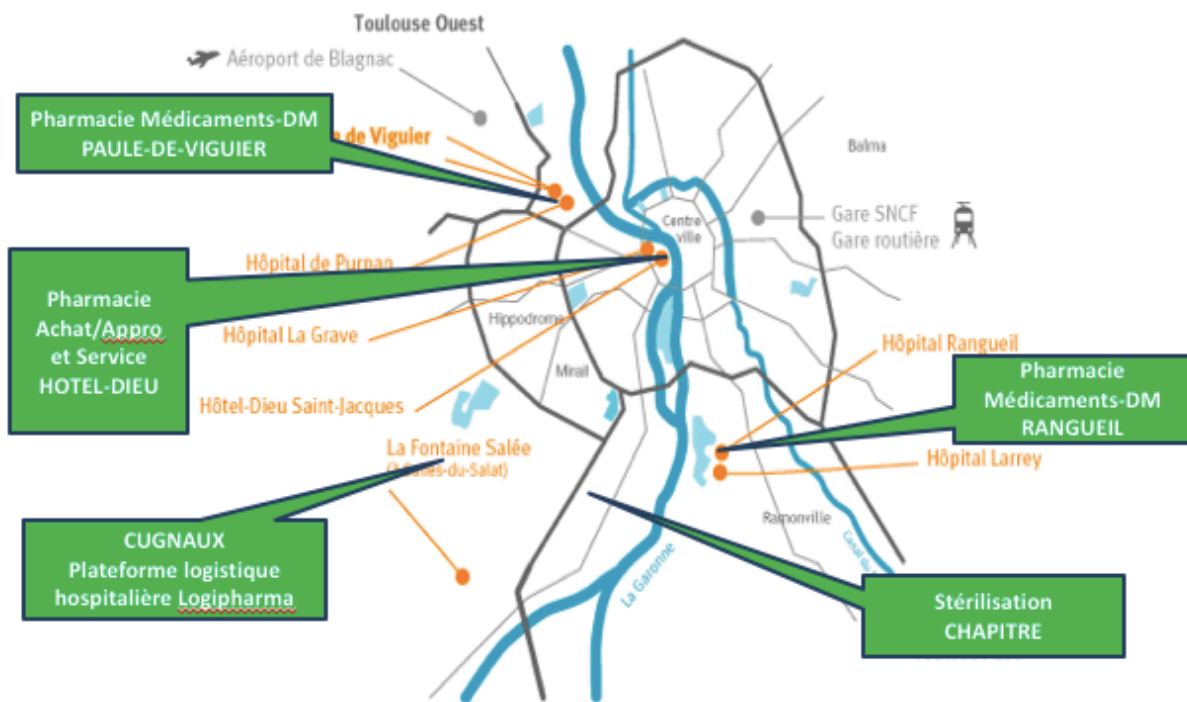 Toulouse Ouest
Aéroport de Blagnac
Pharmacie Médicaments-DM
PAULE-DE-VIGUIER
de Viguier
Balma
Centre
ville
Gare SNCF
Gare routière
Hôpital de Purpan
Pharmacie
Achat/Appro
et Service
HOTEL-DIEU
Hippodrome
Hôpital La Grave
Mirail
Hôtel-Dieu Saint-Jacques
Hôpital Rangueil
Pharmacie
Médicaments-DM
RANGUEIL
La Fontaine Salée
Hôpital Larrey
CUGNAUX
Plateforme logistique
hospitalière Logipharma
Ramonville
La Garonne
Canal du
Stérilisation
CHAPITRE